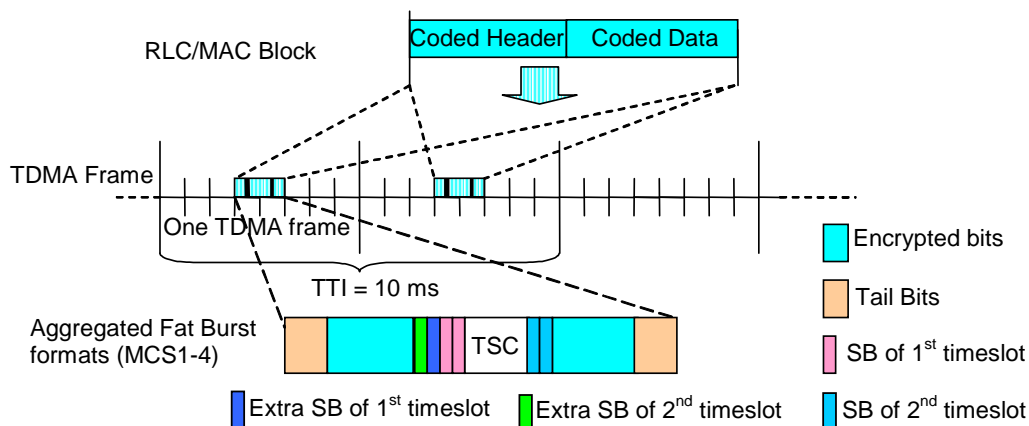 Coded Header Coded Data
RLC/MAC Block
TDMA Frame
One TDMA frame
TTI = 10 ms
Encrypted bits
Tail Bits
Aggregated Fat Burst
formats (MCS1-4)
TSC
SB of 1st timeslot
Extra SB of 1st timeslot Extra SB of 2nd timeslot SB of 2nd timeslot